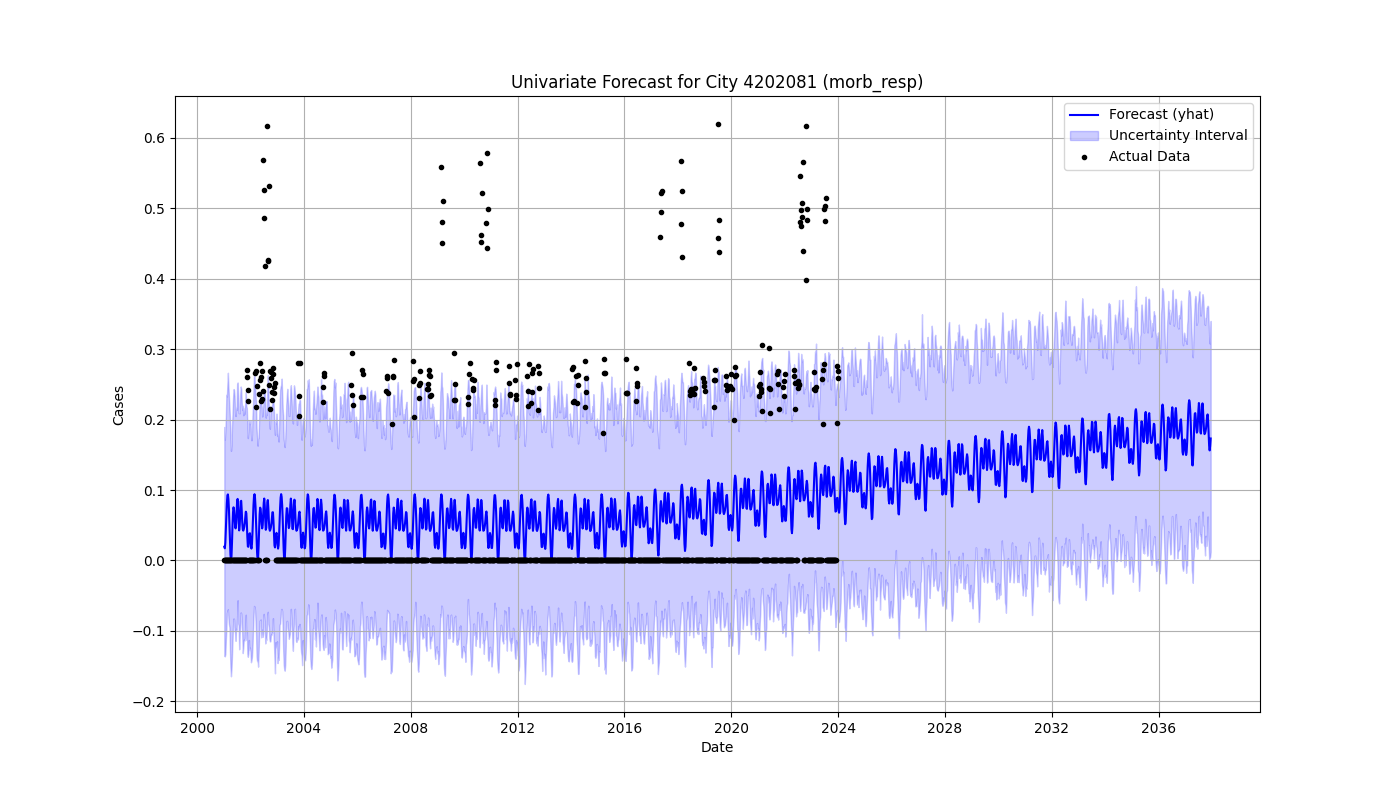 Univariate Forecast for City 4202081 (morb_resp)
Forecast (yhat)
Uncertainty Interval
Actual Data
Cases
0.6
0.5
0.4
0.3
0.2
0.1
0.0
−0.1
−0.2
2000 2004 2008 2012 2016 2020 2024 2028 2032 2036
Date